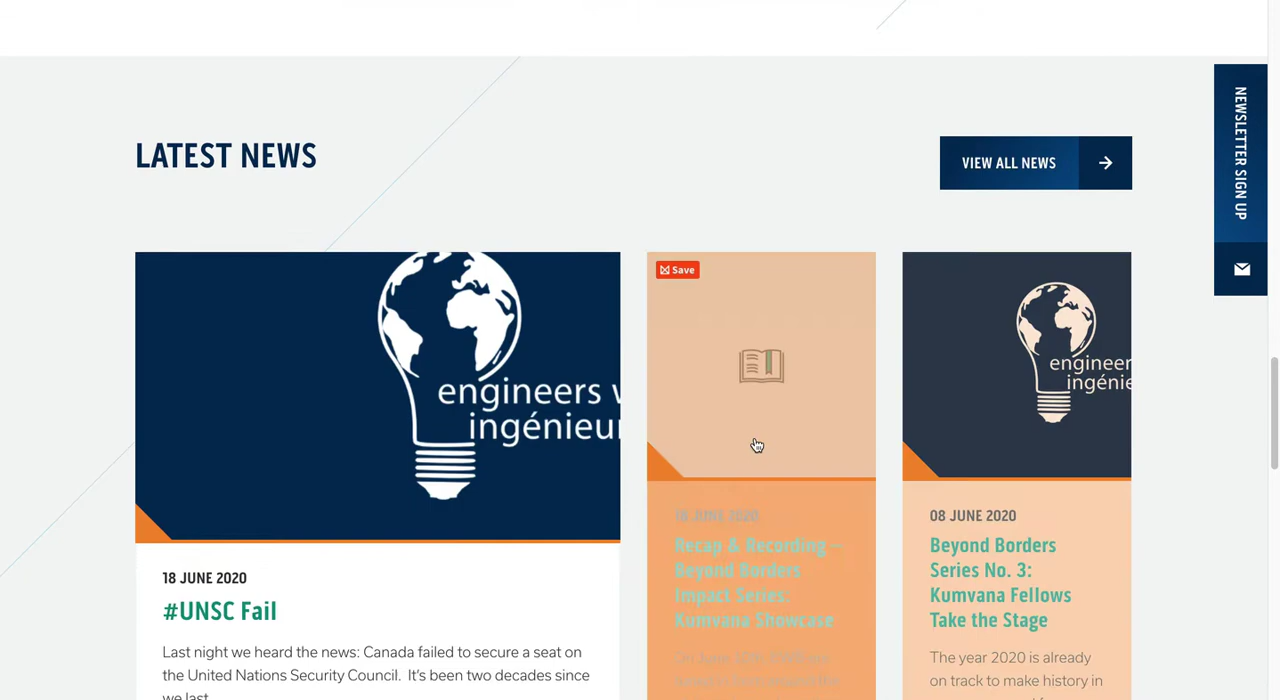 LATEST NEWS
VIEW ALL NEWS
NEWSLETTER SIGN UP
engineers
ingénieu
18 JUNE 2020
#UNSC Fail
Last night we heard the news: Canada failed to secure a seat on
the United Nations Security Council. It's been two decades since
we last
Save
JUNE 2020
Recap & Recording –
Beyond Borders
Impact Series:
Kumvana Showcase
engineer
ingénie
08 JUNE 2020
Beyond Borders
Series No. 3:
Kumvana Fellows
Take the Stage
The year 2020 is already
on track to make history in